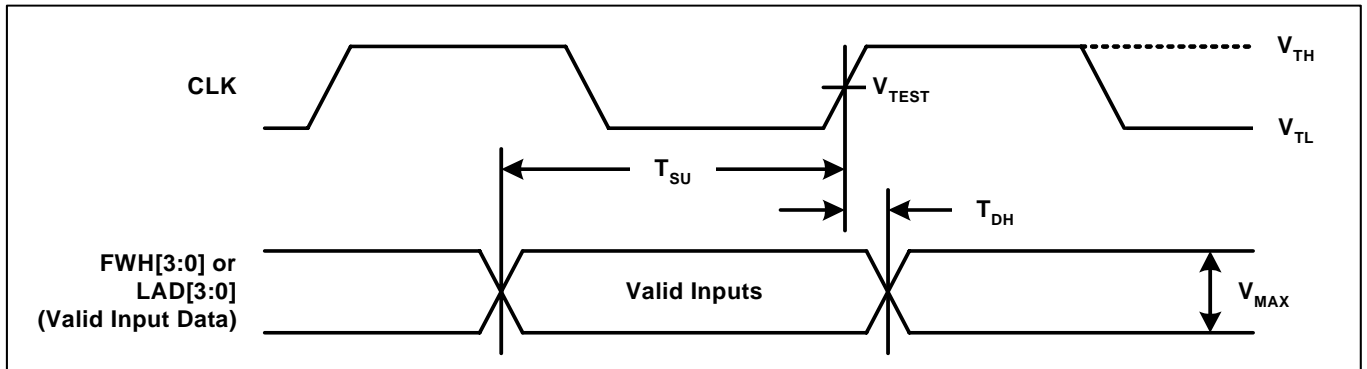 CLK
V_TH
V_TEST
V_TL
T_SU
T_DH
FWH[3:0] or
LAD[3:0]
(Valid Input Data)
Valid Inputs
V_MAX